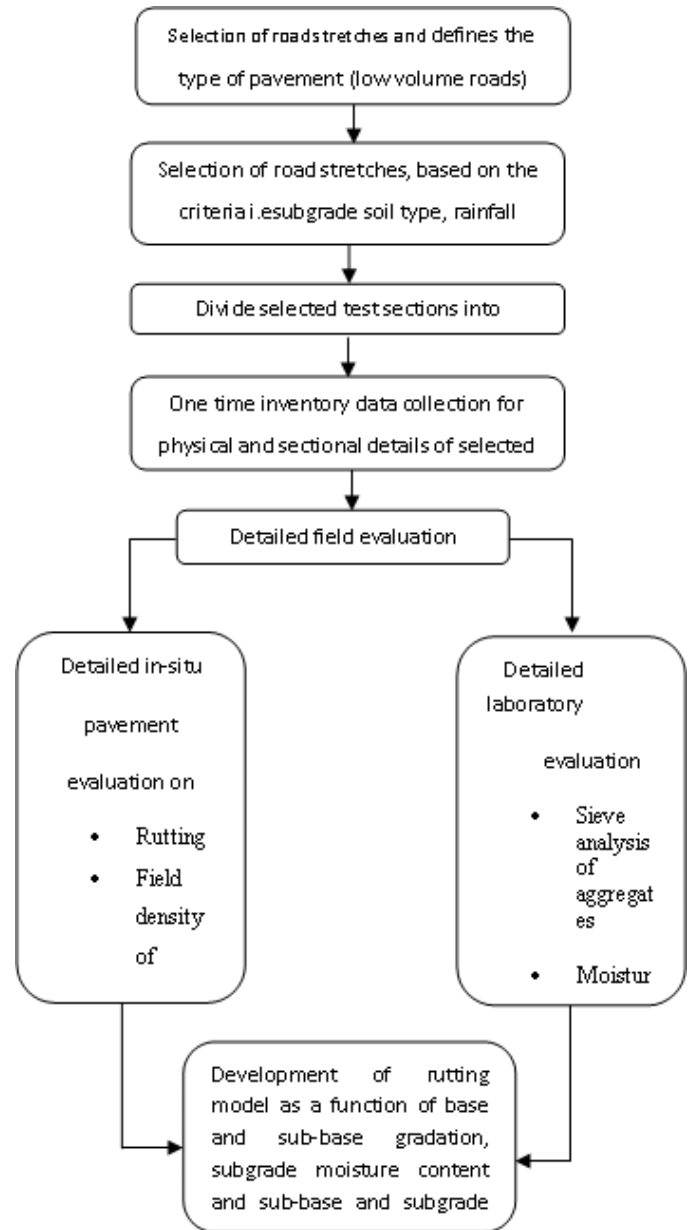 Selection of road stretches and defines the
type of pavement (low volume roads)
Selection of road stretches, based on the
criteria i.esubgrade soil type, rainfall
Divide selected test sections into
One time inventory data collection for
physical and sectional details of selected
Detailed field evaluation
Detailed in-situ
pavement
evaluation on
• Rutting
• Field
density
of
Detailed
laboratory
evaluation
• Sieve
analysis
of
aggregat
es
• Moistur
Development of rutting
model as a function of base
and sub-base gradation,
subgrade moisture content
and sub-base and subgrade